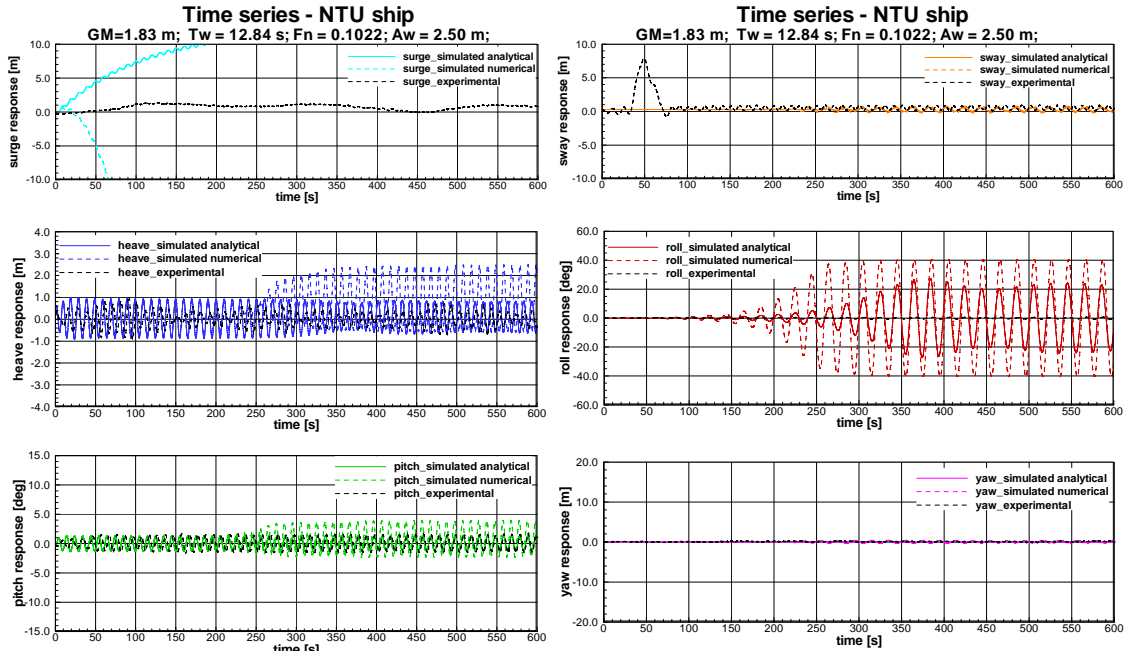 Time series - NTU ship
GM=1.83 m; Tw = 12.84 s; Fn = 0.1022; Aw = 2.50 m;
surge response [m]
10.0
5.0
0.0
-5.0
-10.0
surge_simulated analytical
surge_simulated numerical
surge_experimental
0 50 100 150 200 250 300 350 400 450 500 550 600
time [s]
heave response [m]
4.0
3.0
2.0
1.0
0.0
-1.0
-2.0
-3.0
-4.0
heave_simulated analytical
heave_simulated numerical
heave_experimental
0 50 100 150 200 250 300 350 400 450 500 550 600
time [s]
pitch response [deg]
15.0
10.0
5.0
0.0
-5.0
-10.0
-15.0
pitch_simulated analytical
pitch_simulated numerical
pitch_experimental
0 50 100 150 200 250 300 350 400 450 500 550 600
time [s]
Time series - NTU ship
GM=1.83 m; Tw = 12.84 s; Fn = 0.1022; Aw = 2.50 m;
sway response [m]
10.0
5.0
0.0
-5.0
-10.0
sway_simulated analytical
sway_simulated numerical
sway_experimental
0 50 100 150 200 250 300 350 400 450 500 550 600
time [s]
roll response [deg]
60.0
40.0
20.0
0.0
-20.0
-40.0
-60.0
roll_simulated analytical
roll_simulated numerical
roll_experimental
0 50 100 150 200 250 300 350 400 450 500 550 600
time [s]
yaw response [m]
20.0
10.0
0.0
-10.0
-20.0
yaw_simulated analytical
yaw_simulated numerical
yaw_experimental
0 50 100 150 200 250 300 350 400 450 500 550 600
time [s]